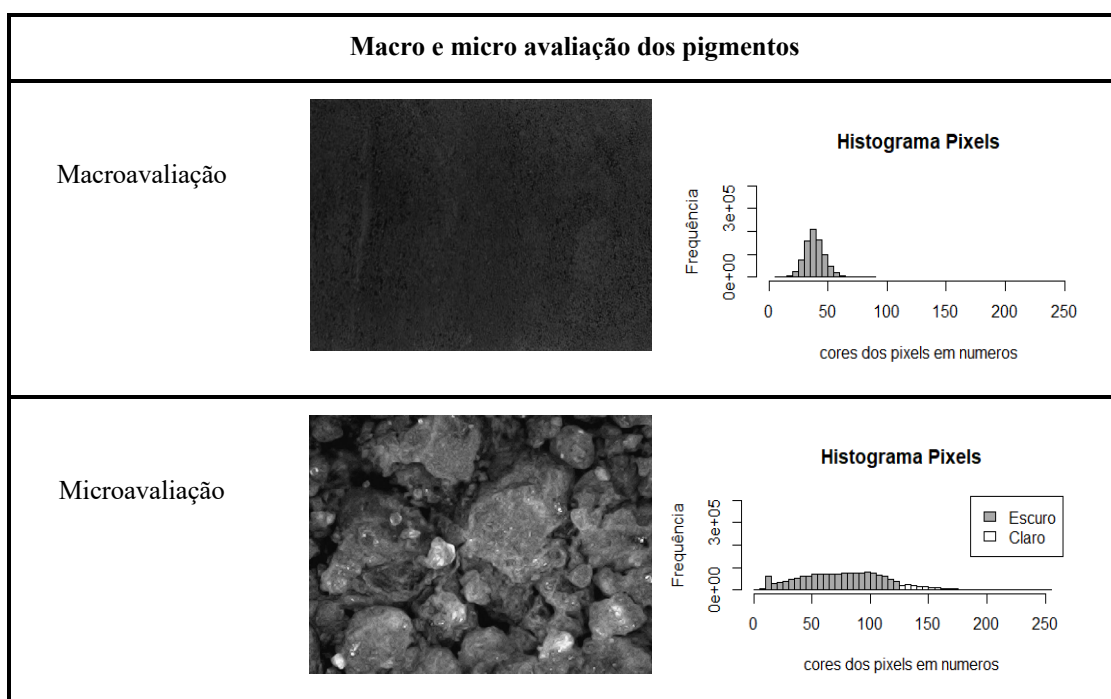 Macro e micro avaliação dos pigmentos
Macroavaliação
Histograma Pixels
Frequência
0e+00 3e+05
0 50 100 150 200 250
cores dos pixels em numeros
Microavaliação
Histograma Pixels
Escuro
Claro
Frequência
0e+00 3e+05
0 50 100 150 200 250
cores dos pixels em numeros